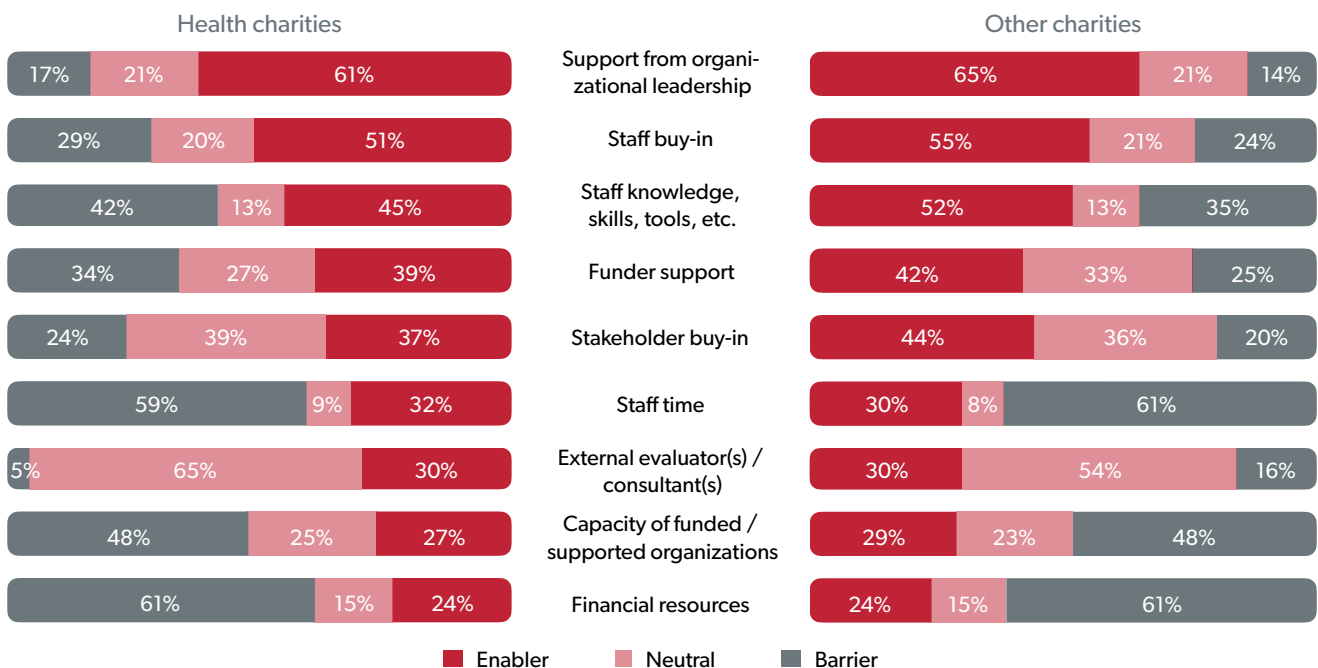 Health charities
Other charities
17% 21% 61%
Support from organi-
zational leadership
65% 21% 14%
29% 20% 51%
Staff buy-in
55% 21% 24%
42% 13% 45%
Staff knowledge,
skills, tools, etc.
52% 13% 35%
34% 27% 39%
Funder support
42% 33% 25%
24% 39% 37%
Stakeholder buy-in
44% 36% 20%
59% 9% 32%
Staff time
30% 8% 61%
5% 65% 30%
External evaluator(s) /
consultant(s)
30% 54% 16%
48% 25% 27%
Capacity of funded /
supported organizations
29% 23% 48%
61% 15% 24%
Financial resources
24% 15% 61%
Enabler Neutral Barrier